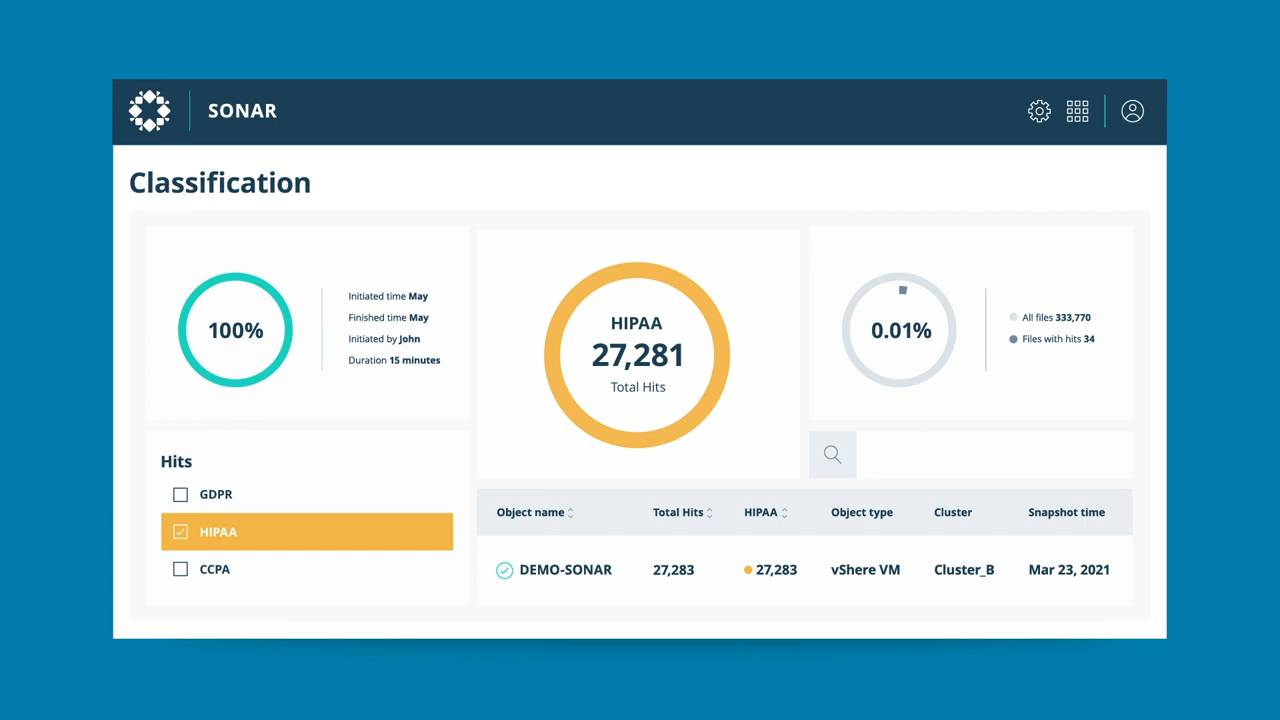 SONAR
Classification
100%
Initiated time May
Finished time May
Initiated by John
Duration 15 minutes
HIPAA
27,281
Total Hits
0.01%
All files 333,770
Files with hits 34
Hits
GDPR
HIPAA
CCPA
Object name Total Hits HIPAA Object type Cluster Snapshot time
DEMO-SONAR 27,283 27,283 vShere VM Cluster_B Mar 23, 2021